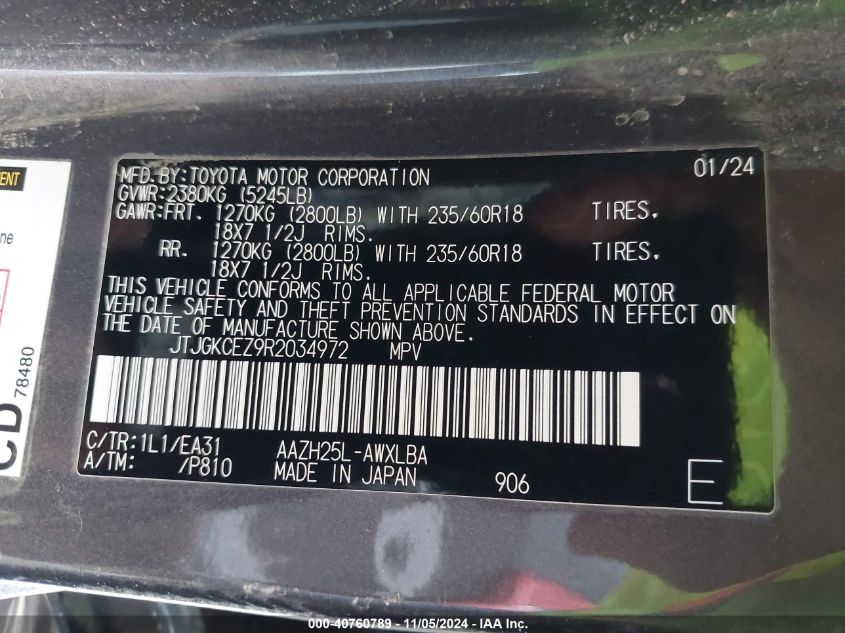 MFD.BY:TOYOTA MOTOR CORPORATION 01/24
GVWR:2380KG (5245LB)
GAWR:FRT. 1270KG (2800LB) WITH 235/60R18 TIRES.
18X7 1/2J RIMS.
RR. 1270KG (2800LB) WITH 235/60R18 TIRES.
18X7 1/2J RIMS.
THIS VEHICLE CONFORMS TO ALL APPLICABLE FEDERAL MOTOR
VEHICLE SAFETY AND THEFT PREVENTION STANDARDS IN EFFECT ON
THE DATE OF MANUFACTURE SHOWN ABOVE.
JTJGKCEZ9R2034972 MPV
C/TR:1L1/EA31 AAZH25L-AWXLBA
A/TM: /P810 MADE IN JAPAN 906 E
78480
000-40760789 - 11/05/2024 - IAA Inc.